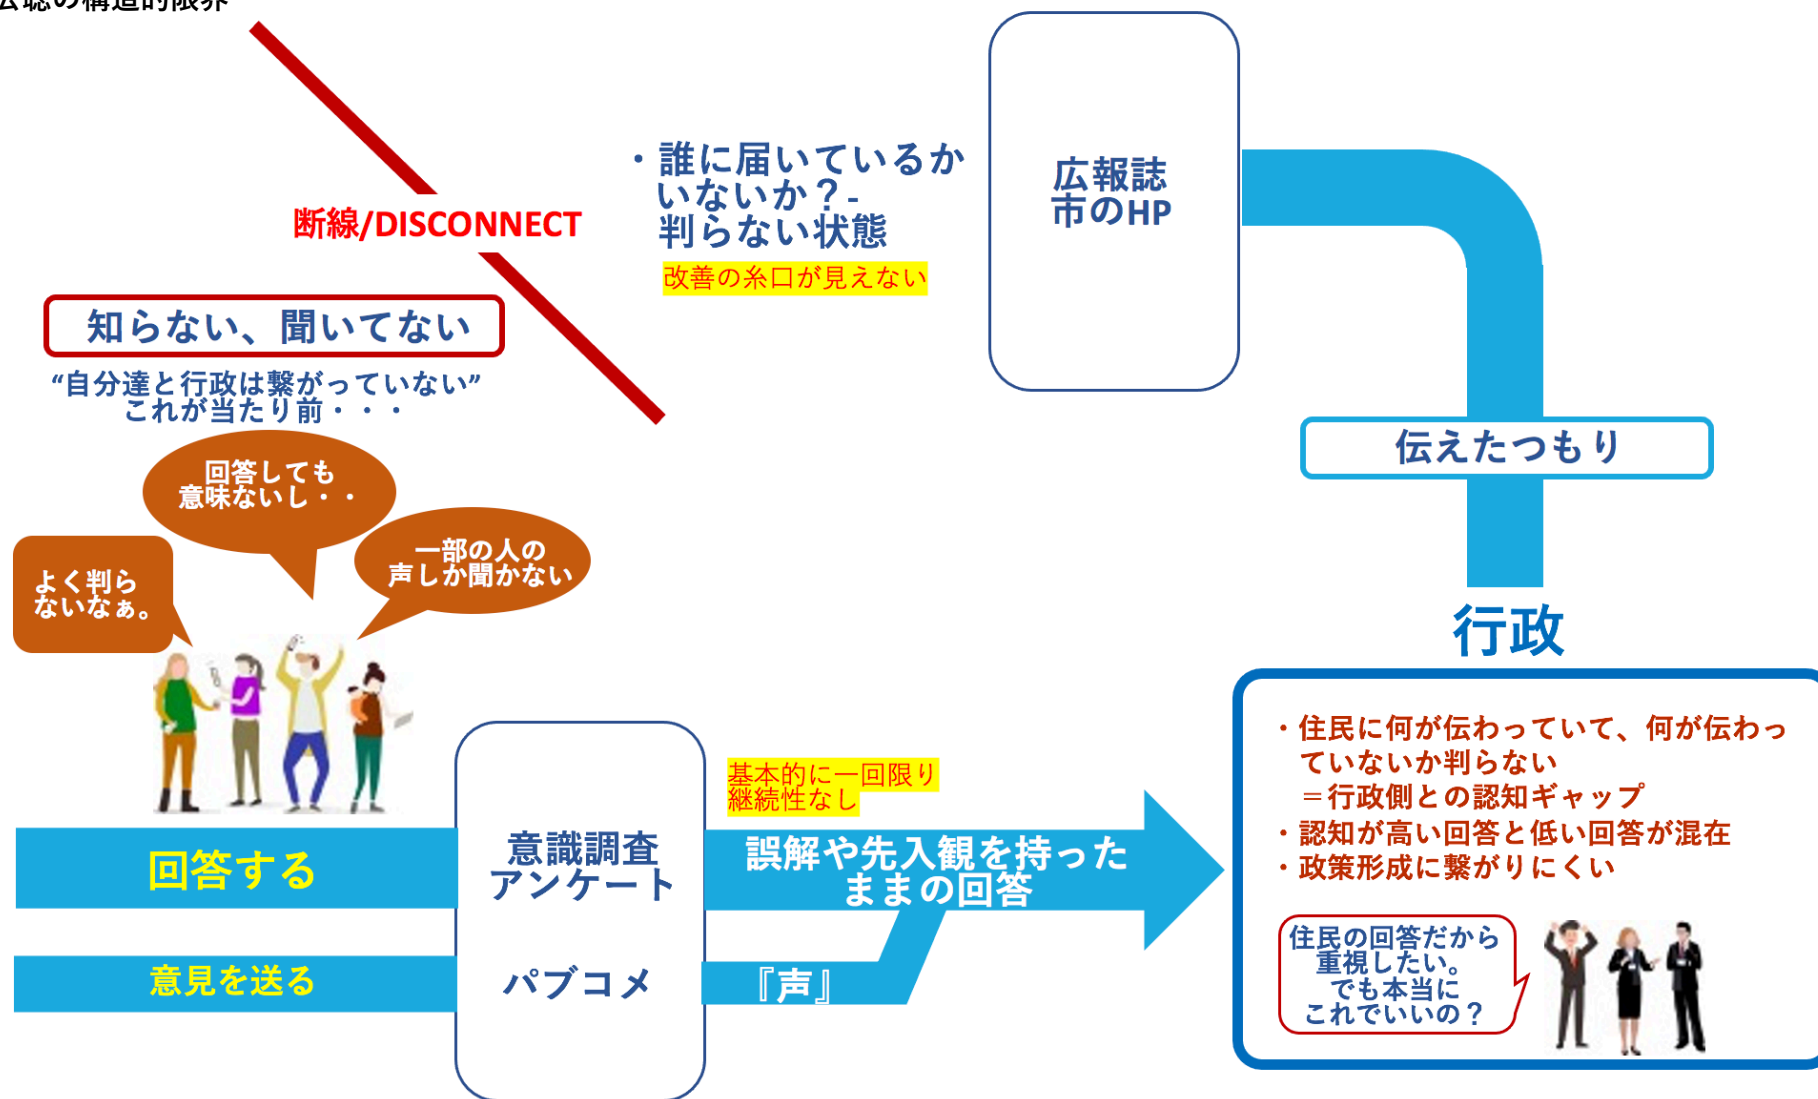 広聴の構造的限界
・誰に届いているか
いないか？-
判らない状態
改善の糸口が見えない
広報誌
市のHP
断線/DISCONNECT
知らない、聞いてない
“自分達と行政は繋がっていない”
これが当たり前・・・
伝えたつもり
回答しても
意味ないし・・
一部の人の
声しか聞かない
よく判ら
ないなぁ。
行政
・住民に何が伝わっていて、何が伝わっ
ていないか判らない
＝行政側との認知ギャップ
・認知が高い回答と低い回答が混在
・政策形成に繋がりにくい
住民の回答だから
重視したい。
でも本当に
これでいいの？
基本的に一回限り
継続性なし
回答する
意識調査
アンケート
誤解や先入観を持った
ままの回答
意見を送る
パブコメ
『声』